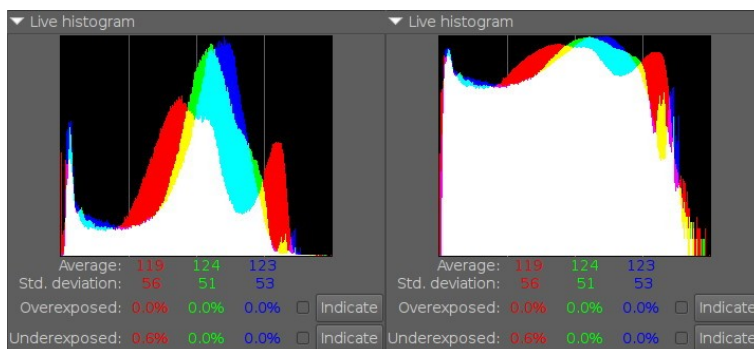 Live histogram
Average: 119 124 123
Std. deviation: 56 51 53
Overexposed: 0.0% 0.0% 0.0% Indicate
Underexposed: 0.6% 0.0% 0.0% Indicate
Live histogram
Average: 119 124 123
Std. deviation: 56 51 53
Overexposed: 0.0% 0.0% 0.0% Indicate
Underexposed: 0.6% 0.0% 0.0% Indicate